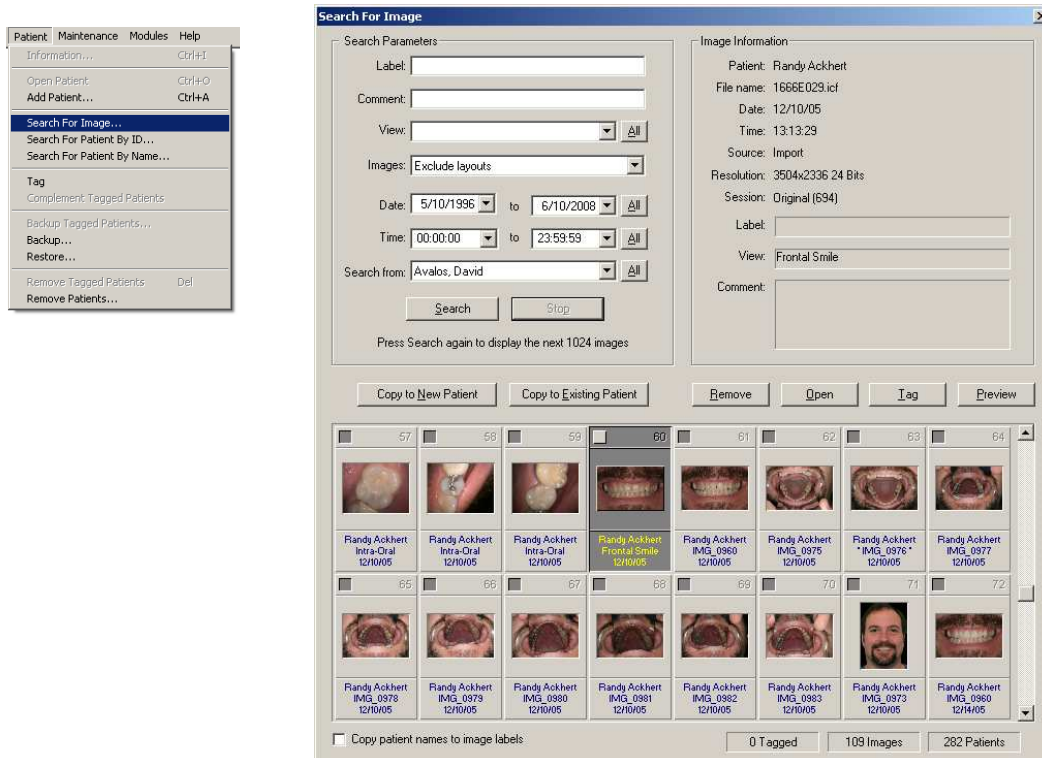 Patient Maintenance Modules Help
Information... Ctrl+I
Open Patient Ctrl+O
Add Patient... Ctrl+A
Search For Image...
Search For Patient By ID...
Search For Patient By Name...
Tag
Complement Tagged Patients
Backup Tagged Patients...
Backup...
Restore...
Remove Tagged Patients Del
Remove Patients...
Search For Image
Search Parameters
Label:
Comment:
View: All
Images: Exclude layouts
Date: 5/10/1996 to 6/10/2008 All
Time: 00:00:00 to 23:59:59 All
Search from: Avalos, David All
Search Stop
Press Search again to display the next 1024 images
Image Information
Patient: Randy Ackhert
File name: 1666E029.icf
Date: 12/10/05
Time: 13:13:29
Source: Import
Resolution: 3504x2336 24 Bits
Session: Original (694)
Label:
View: Frontal Smile
Comment:
Copy to New Patient Copy to Existing Patient Remove Open Tag Preview
57 58 59 60 61 62 63 64
Randy Ackhert Randy Ackhert Randy Ackhert Randy Ackhert Randy Ackhert Randy Ackhert Randy Ackhert Randy Ackhert
Intra-Oral Intra-Oral Intra-Oral Frontal Smile IMG_0960 IMG_0975 *IMG_0976* IMG_0977
12/10/05 12/10/05 12/10/05 12/10/05 12/10/05 12/10/05 12/10/05 12/10/05
65 66 67 68 69 70 71 72
Randy Ackhert Randy Ackhert Randy Ackhert Randy Ackhert Randy Ackhert Randy Ackhert Randy Ackhert Randy Ackhert
IMG_0978 IMG_0979 IMG_0980 IMG_0981 IMG_0982 IMG_0983 IMG_0973 IMG_0960
12/10/05 12/10/05 12/10/05 12/10/05 12/10/05 12/10/05 12/10/05 12/14/05
Copy patient names to image labels
0 Tagged 109 Images 282 Patients